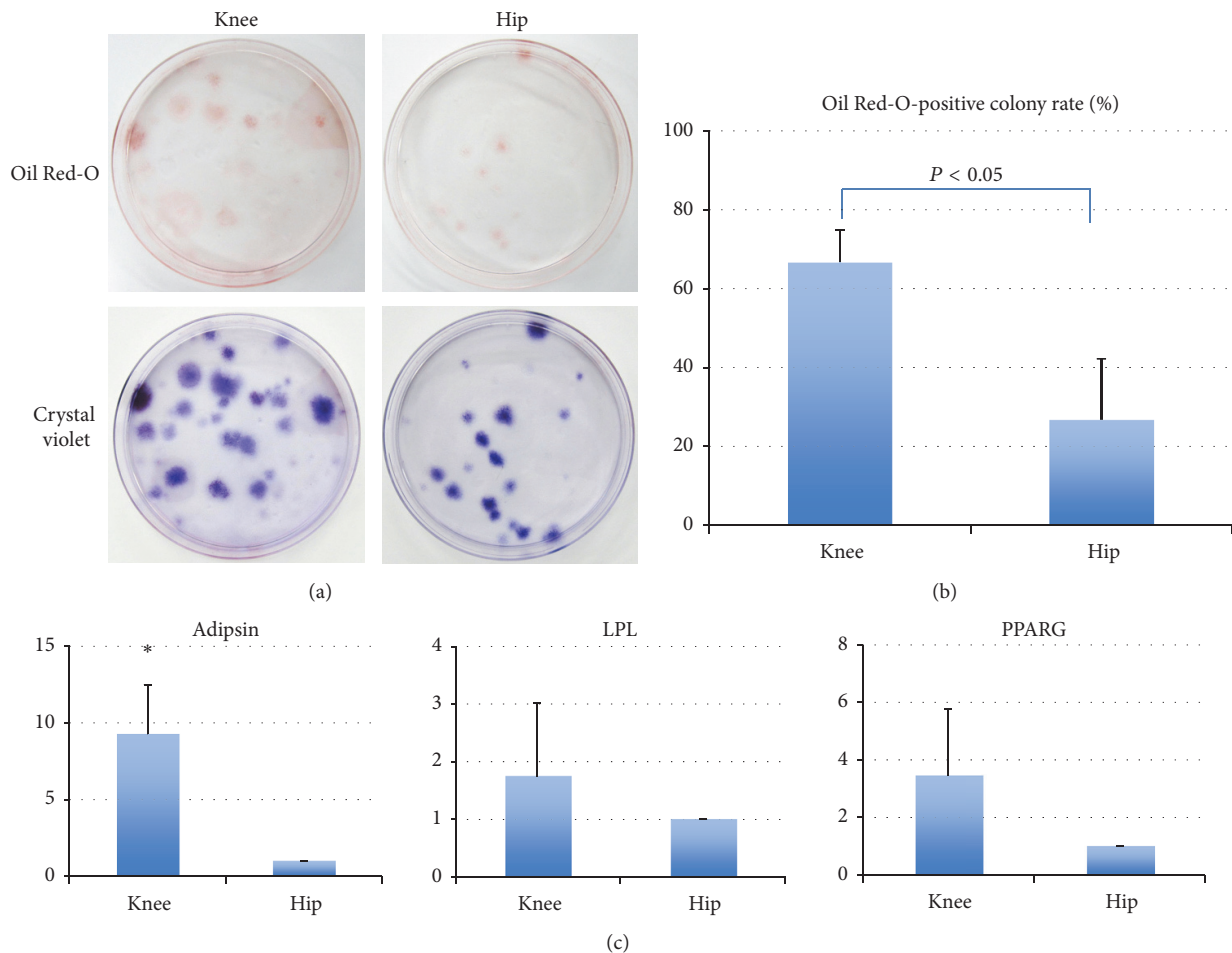 Knee
Hip
Oil Red-O
Crystal
violet
(a)
Oil Red-O-positive colony rate (%)
100
80
60
40
20
0
P < 0.05
Knee
Hip
(b)
Adipsin
15
10
5
0
*
Knee
Hip
LPL
4
3
2
1
0
Knee
Hip
PPARG
8
6
4
2
0
Knee
Hip
(c)